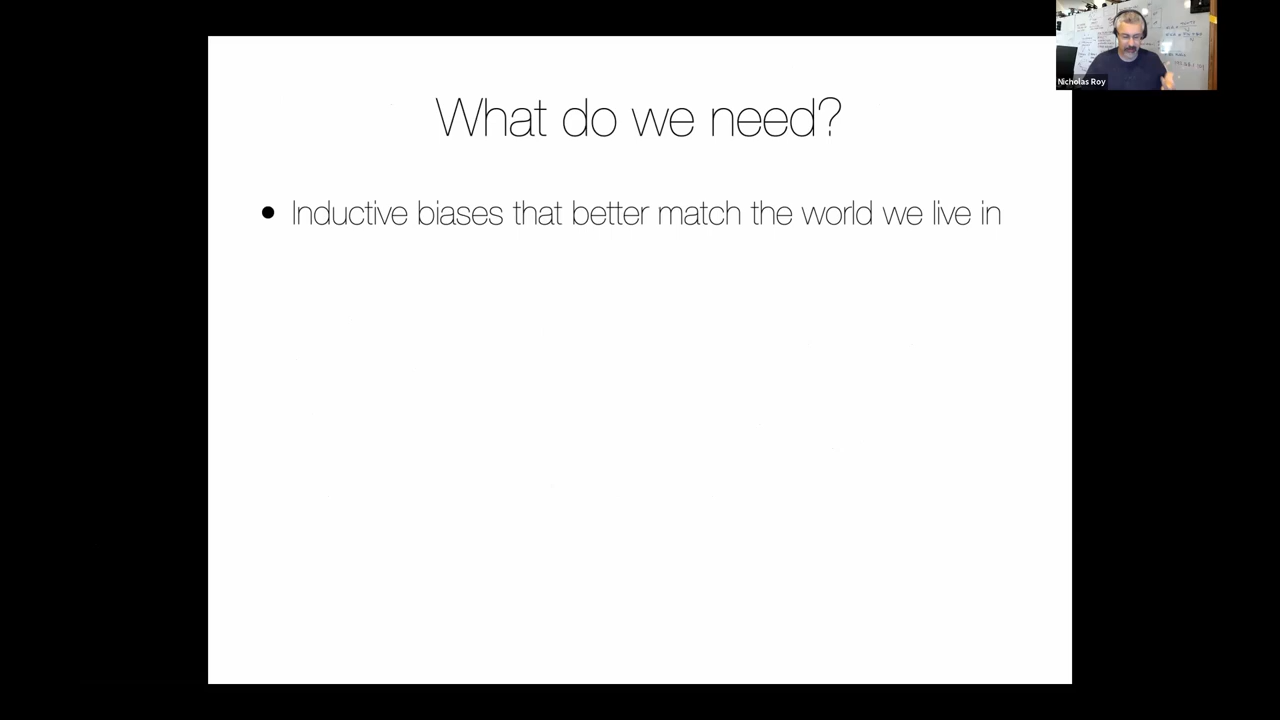 What do we need?
• Inductive biases that better match the world we live in
Nicholas Roy